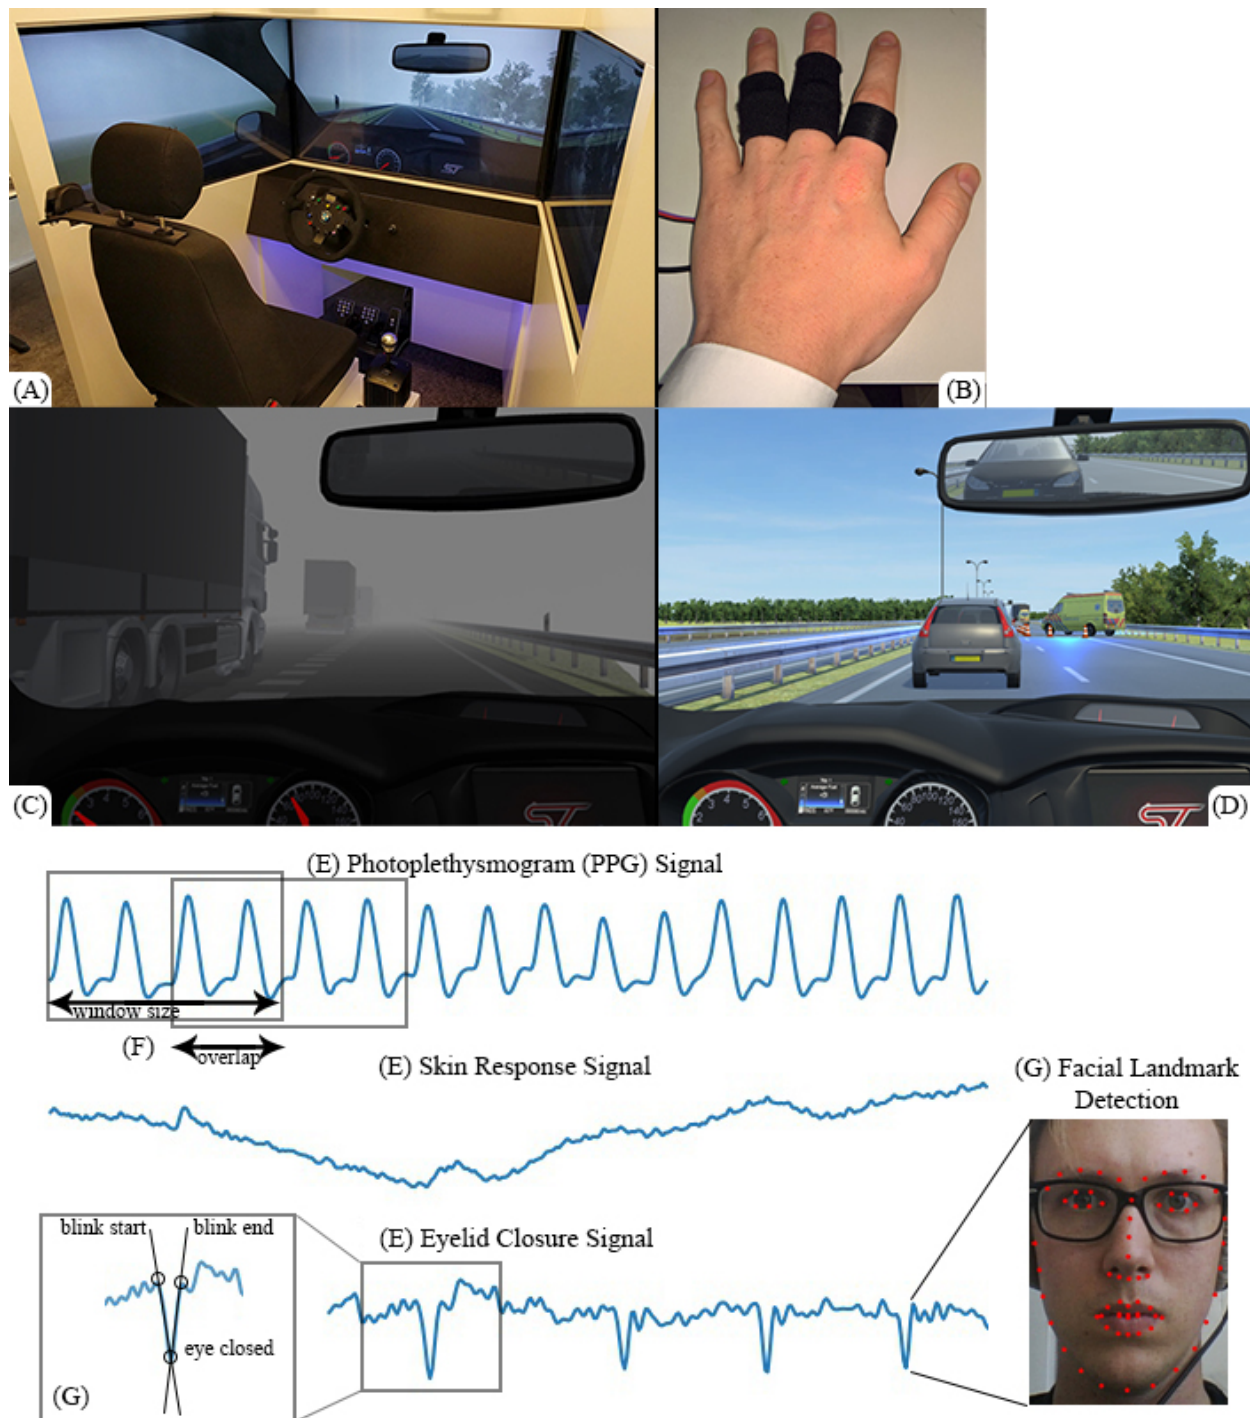 (A)
(B)
(C)
(D)
ST
(E) Photoplethysmogram (PPG) Signal
window size
(F)
overlap
(E) Skin Response Signal
(G) Facial Landmark
Detection
blink start
blink end
(E) Eyelid Closure Signal
eye closed
(G)